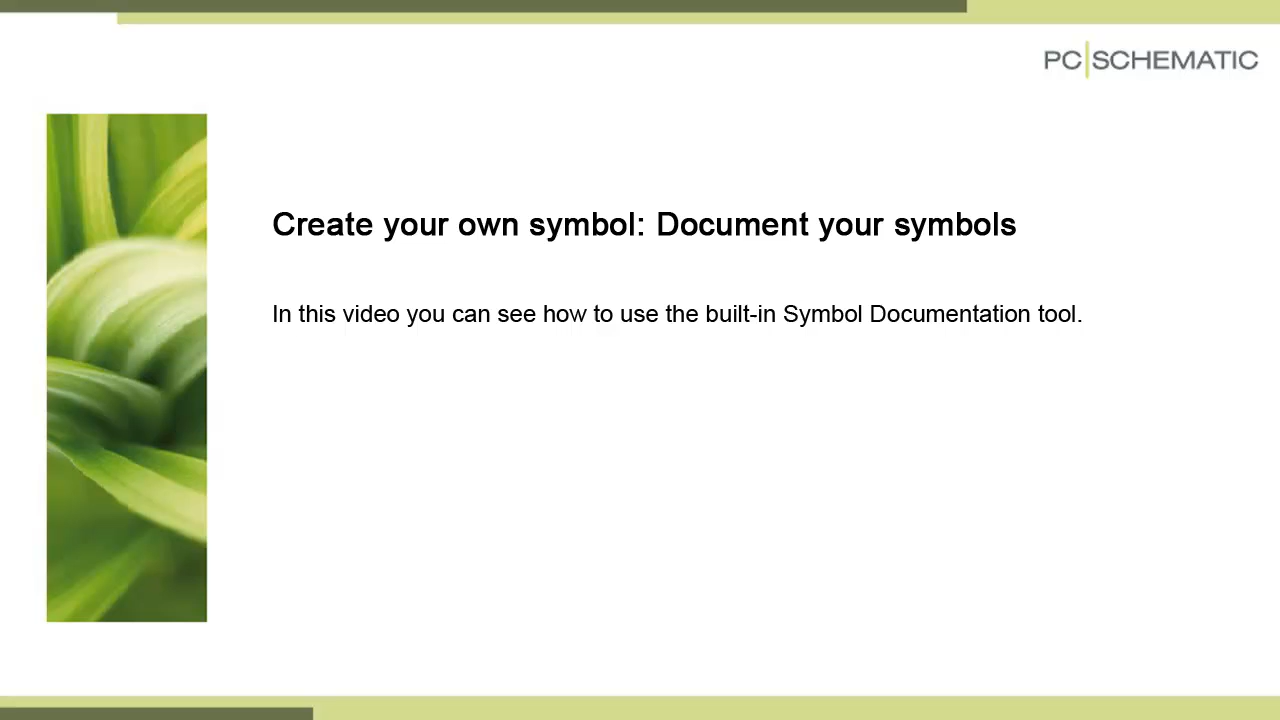 PC|SCHEMATIC
Create your own symbol: Document your symbols
In this video you can see how to use the built-in Symbol Documentation tool.